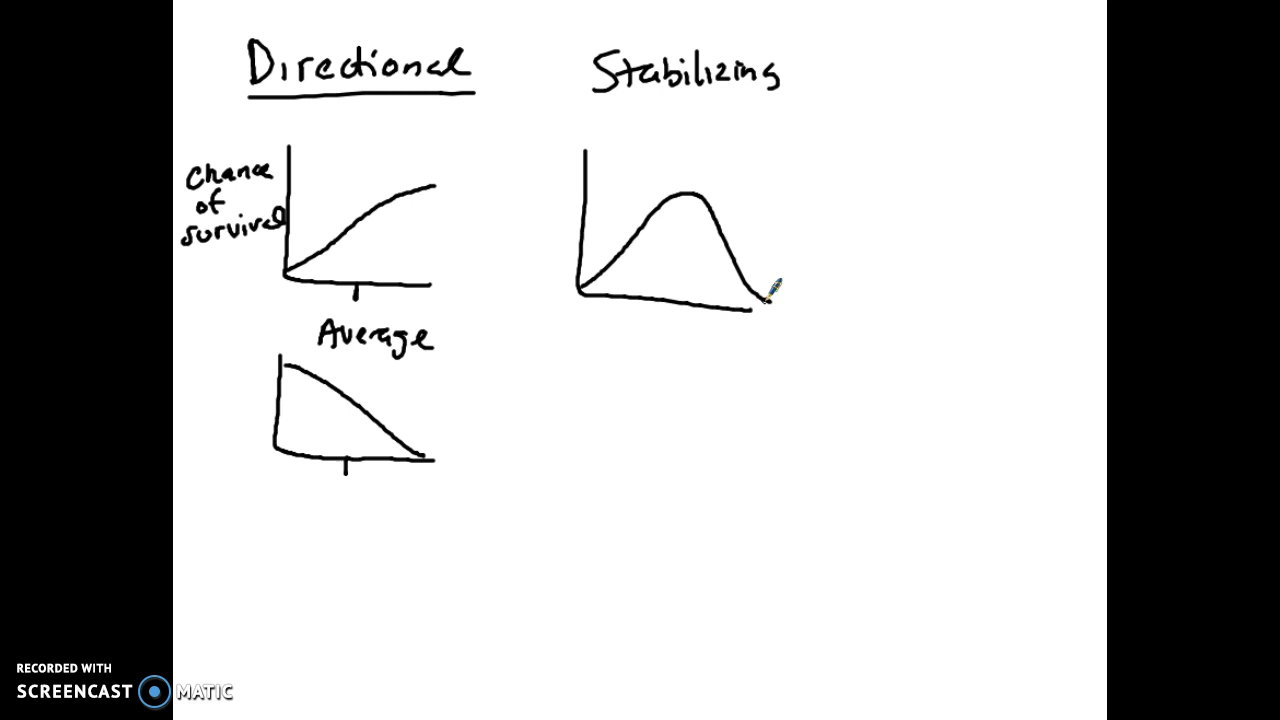 Directional
Stabilizing
Chance
of
survival
Average
RECORDED WITH
SCREENCAST MATIC